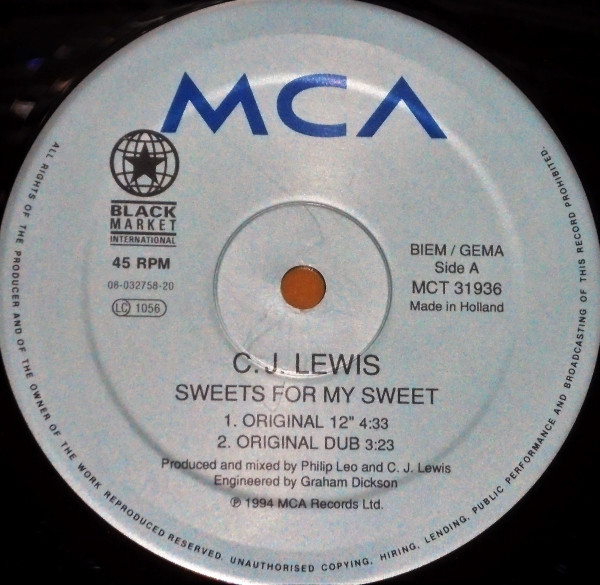 MCA
BLACK
MARKET
INTERNATIONAL
45 RPM
08-032758-20
LC 1056
BIEM / GEMA
Side A
MCT 31936
Made in Holland
C. J. LEWIS
SWEETS FOR MY SWEET
1. ORIGINAL 12" 4:33
2. ORIGINAL DUB 3:23
Produced and mixed by Philip Leo and C. J. Lewis
Engineered by Graham Dickson
℗ 1994 MCA Records Ltd.
ALL RIGHTS OF THE PRODUCER AND OF THE OWNER OF THE WORK REPRODUCED RESERVED. UNAUTHORISED COPYING, HIRING, LENDING, PUBLIC PERFORMANCE AND BROADCASTING OF THIS RECORD PROHIBITED.